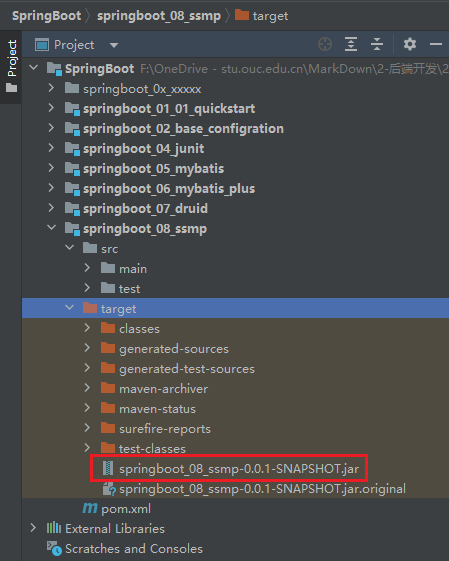 SpringBoot springboot_08_ssmp target
Project
Project
SpringBoot F:\OneDrive - stu.ouc.edu.cn\MarkDown\2-后端开发\2
springboot_0x_xxxxx
springboot_01_01_quickstart
springboot_02_base_configration
springboot_04_junit
springboot_05_mybatis
springboot_06_mybatis_plus
springboot_07_druid
springboot_08_ssmp
src
main
test
target
classes
generated-sources
generated-test-sources
maven-archiver
maven-status
surefire-reports
test-classes
springboot_08_ssmp-0.0.1-SNAPSHOT.jar
springboot_08_ssmp-0.0.1-SNAPSHOT.jar.original
pom.xml
External Libraries
Scratches and Consoles